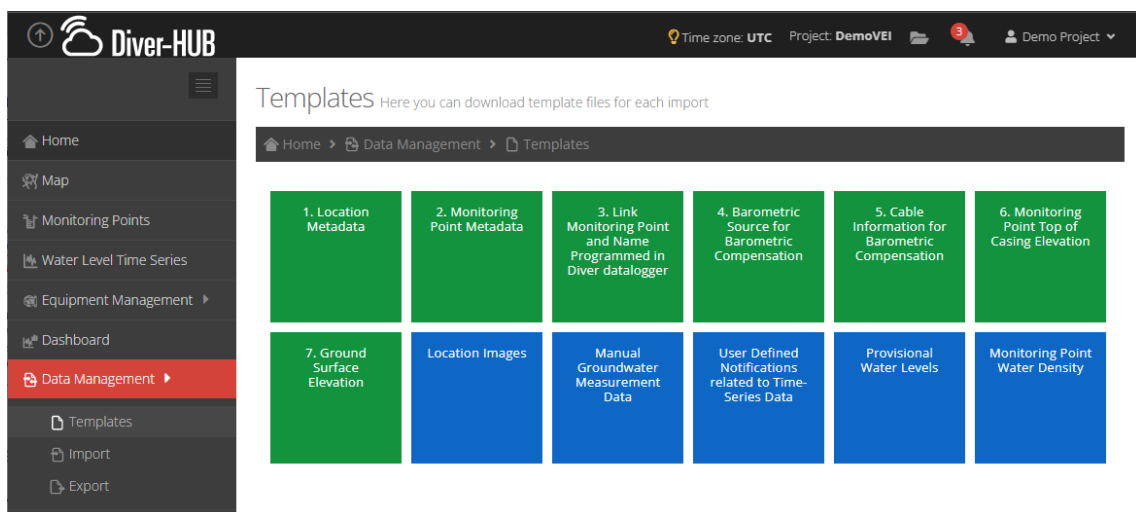 Diver-HUB
Time zone: UTC Project: DemoVEI 3 Demo Project
Home
Map
Monitoring Points
Water Level Time Series
Equipment Management
Dashboard
Data Management
Templates
Import
Export
Templates Here you can download template files for each import
Home > Data Management > Templates
1. Location
Metadata
2. Monitoring
Point Metadata
3. Link
Monitoring Point
and Name
Programmed in
Diver datalogger
4. Barometric
Source for
Barometric
Compensation
5. Cable
Information for
Barometric
Compensation
6. Monitoring
Point Top of
Casing Elevation
7. Ground
Surface
Elevation
Location Images
Manual
Groundwater
Measurement
Data
User Defined
Notifications
related to Time-
Series Data
Provisional
Water Levels
Monitoring Point
Water Density